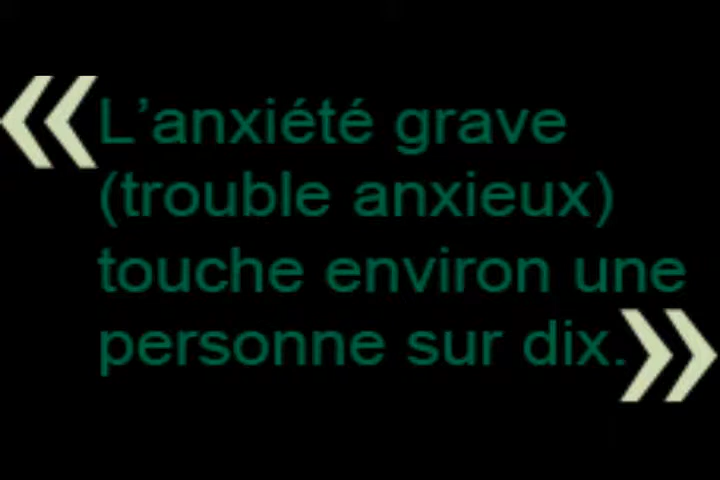 « L’anxiété grave
(trouble anxieux)
touche environ une
personne sur dix. »